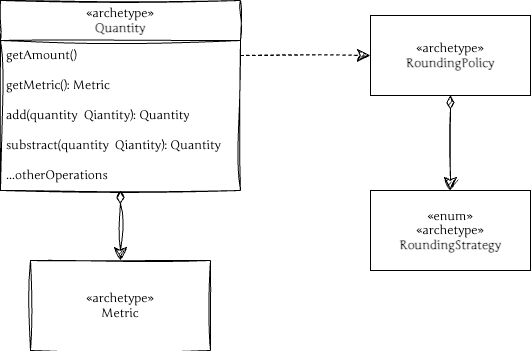 «archetype»
Quantity
getAmount()
getMetric(): Metric
add(quantity Qiantity): Quantity
substract(quantity Qiantity): Quantity
...otherOperations
«archetype»
RoundingPolicy
«enum»
«archetype»
RoundingStrategy
«archetype»
Metric